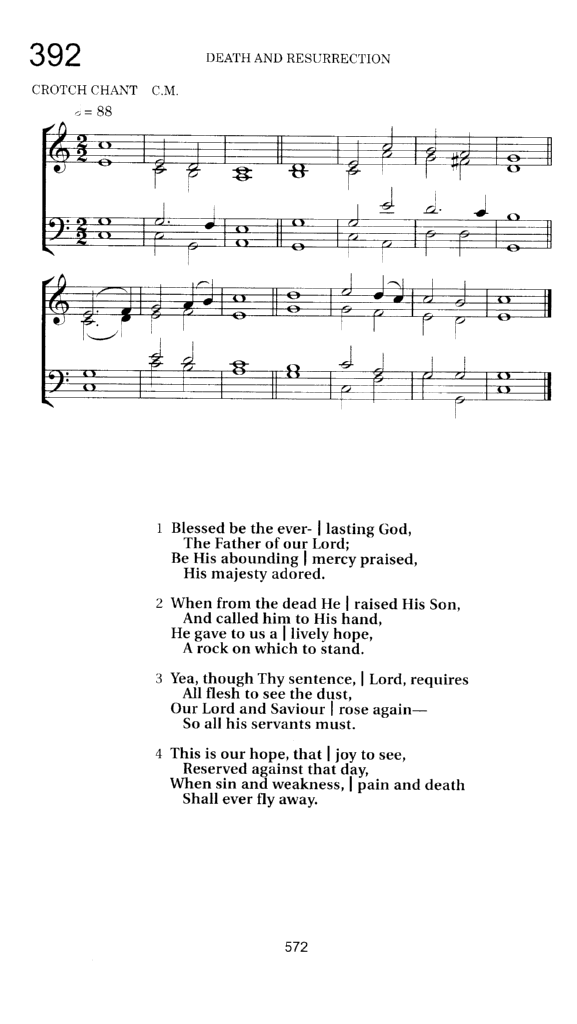 392
DEATH AND RESURRECTION
CROTCH CHANT C.M.
= 88
1 Blessed be the ever- | lasting God,
The Father of our Lord;
Be His abounding | mercy praised,
His majesty adored.
2 When from the dead He | raised His Son,
And called him to His hand,
He gave to us a | lively hope,
A rock on which to stand.
3 Yea, though Thy sentence, | Lord, requires
All flesh to see the dust,
Our Lord and Saviour | rose again—
So all his servants must.
4 This is our hope, that | joy to see,
Reserved against that day,
When sin and weakness, | pain and death
Shall ever fly away.
572